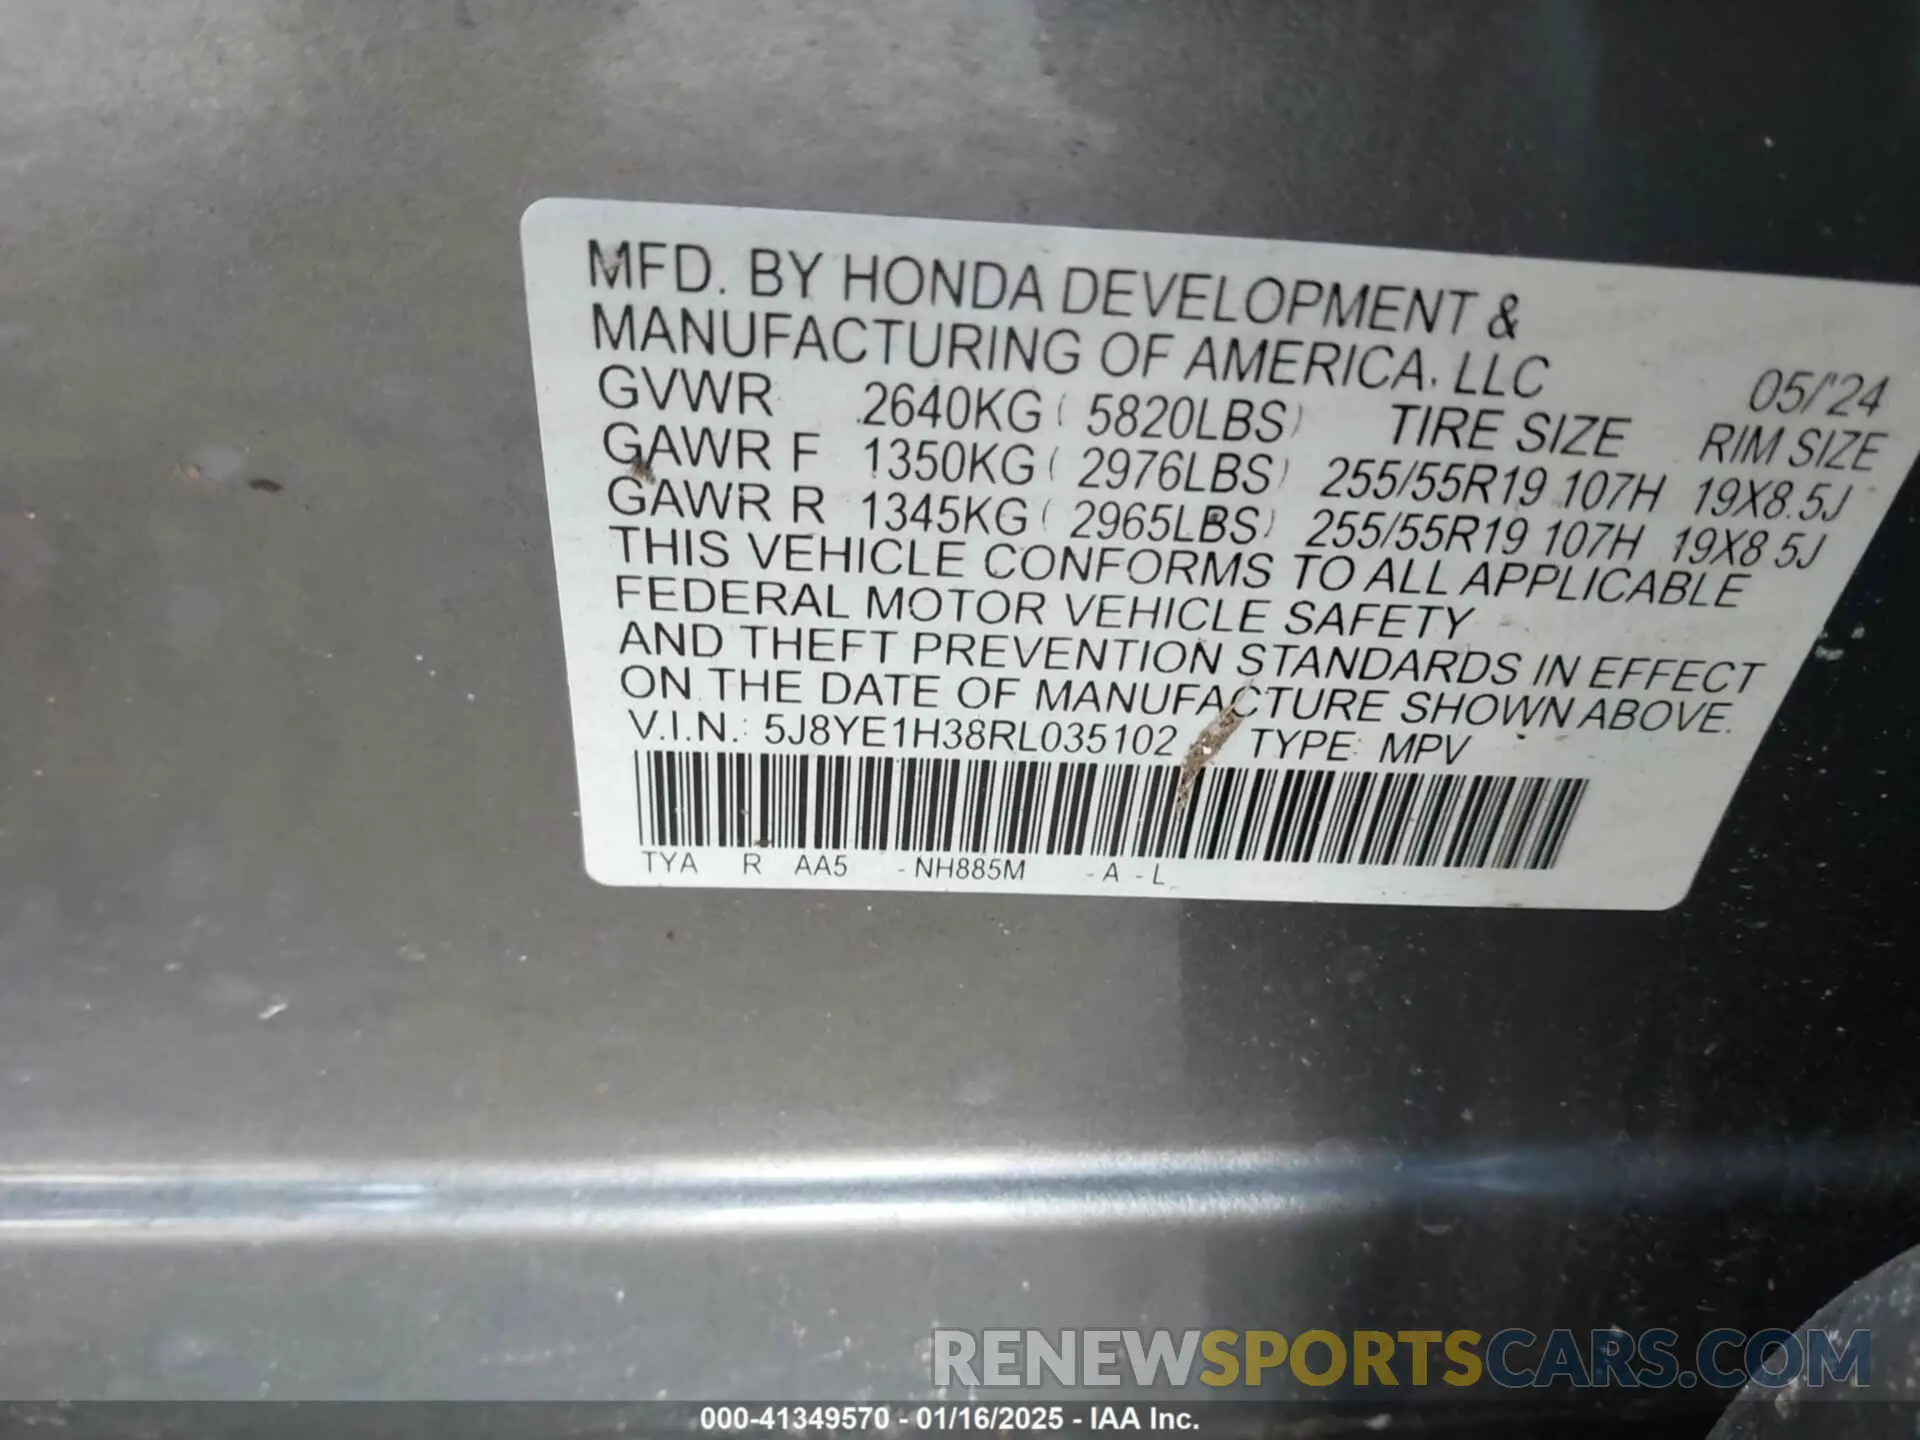 MFD. BY HONDA DEVELOPMENT &
MANUFACTURING OF AMERICA, LLC 05/'24
GVWR 2640KG ( 5820LBS) TIRE SIZE RIM SIZE
GAWR F 1350KG ( 2976LBS) 255/55R19 107H 19X8.5J
GAWR R 1345KG ( 2965LBS) 255/55R19 107H 19X8.5J
THIS VEHICLE CONFORMS TO ALL APPLICABLE
FEDERAL MOTOR VEHICLE SAFETY
AND THEFT PREVENTION STANDARDS IN EFFECT
ON THE DATE OF MANUFACTURE SHOWN ABOVE.
V.I.N.: 5J8YE1H38RL035102 TYPE: MPV
TYA R AA5 - NH885M - A - L
RENEWSPORTSCARS.COM
000-41349570 - 01/16/2025 - IAA Inc.